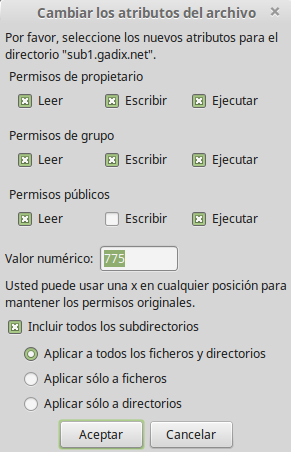 Cambiar los atributos del archivo
Por favor, seleccione los nuevos atributos para el
directorio "sub1.gadix.net".
Permisos de propietario
Leer Escribir Ejecutar
Permisos de grupo
Leer Escribir Ejecutar
Permisos públicos
Leer Escribir Ejecutar
Valor numérico: 775
Usted puede usar una x en cualquier posición para
mantener los permisos originales.
Incluir todos los subdirectorios
Aplicar a todos los ficheros y directorios
Aplicar sólo a ficheros
Aplicar sólo a directorios
Aceptar Cancelar